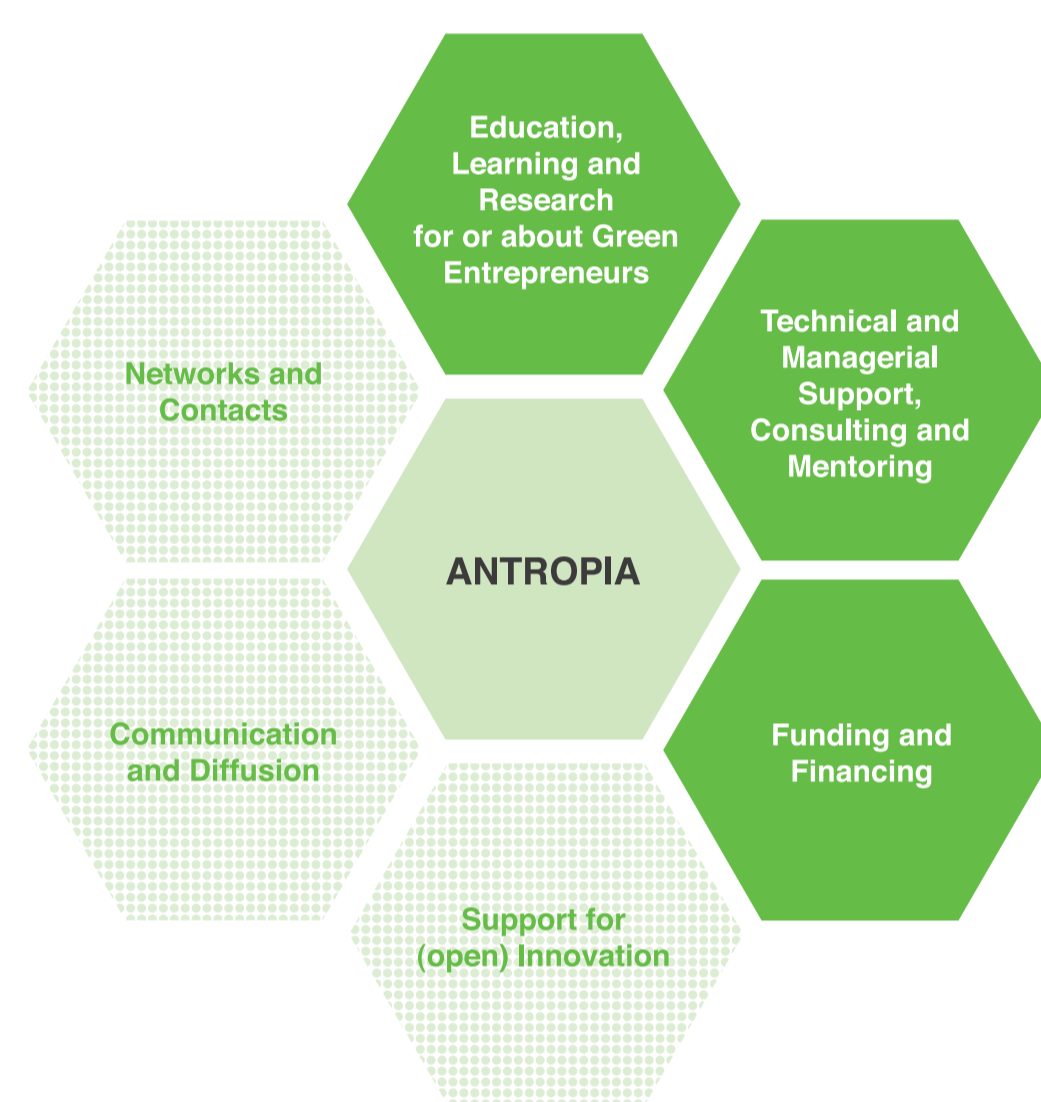 Education,
Learning and
Research
for or about Green
Entrepreneurs
Technical and
Managerial
Support,
Consulting and
Mentoring
Networks and
Contacts
ANTROPIA
Communication
and Diffusion
Funding and
Financing
Support for
(open) Innovation